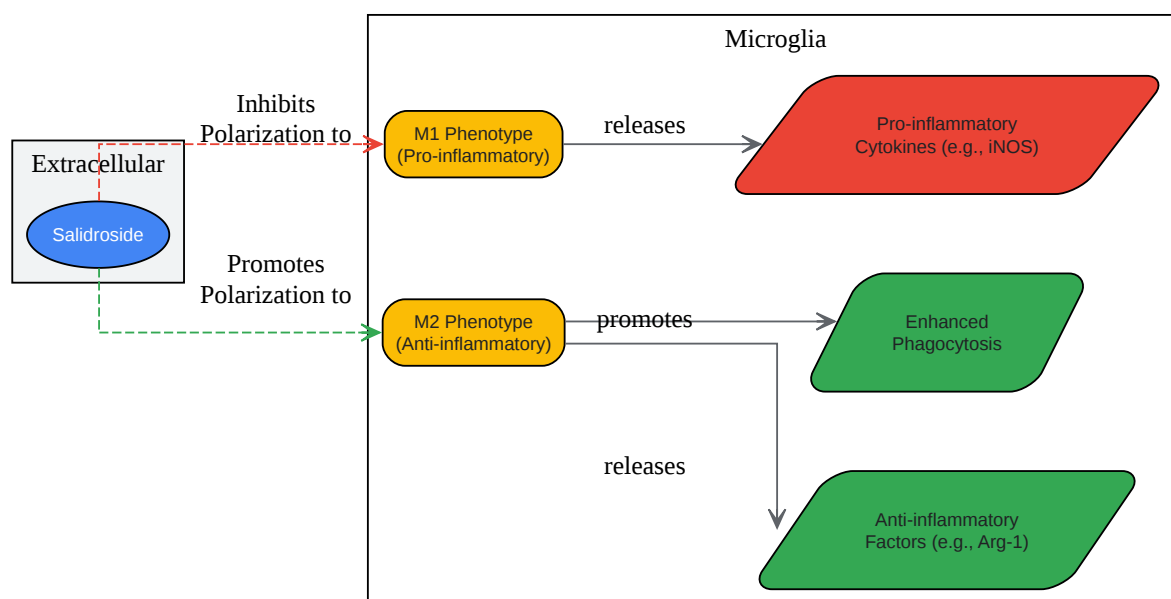 Microglia
Inhibits
Polarization to
M1 Phenotype
(Pro-inflammatory)
releases
Pro-inflammatory
Cytokines (e.g., iNOS)
Extracellular
Salidroside
Promotes
Polarization to
M2 Phenotype
(Anti-inflammatory)
promotes
Enhanced
Phagocytosis
releases
Anti-inflammatory
Factors (e.g., Arg-1)